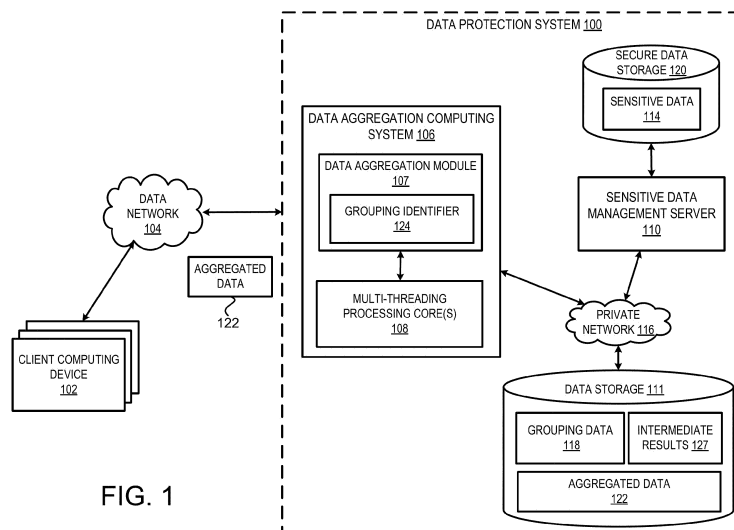 DATA PROTECTION SYSTEM 100
SECURE DATA
STORAGE 120
SENSITIVE DATA
114
DATA AGGREGATION COMPUTING
SYSTEM 106
DATA AGGREGATION MODULE
107
GROUPING IDENTIFIER
124
MULTI-THREADING
PROCESSING CORE(S)
108
SENSITIVE DATA
MANAGEMENT SERVER
110
DATA
NETWORK
104
AGGREGATED
DATA
122
CLIENT COMPUTING
DEVICE
102
PRIVATE
NETWORK 116
DATA STORAGE 111
GROUPING DATA
118
INTERMEDIATE
RESULTS 127
AGGREGATED DATA
122
FIG. 1